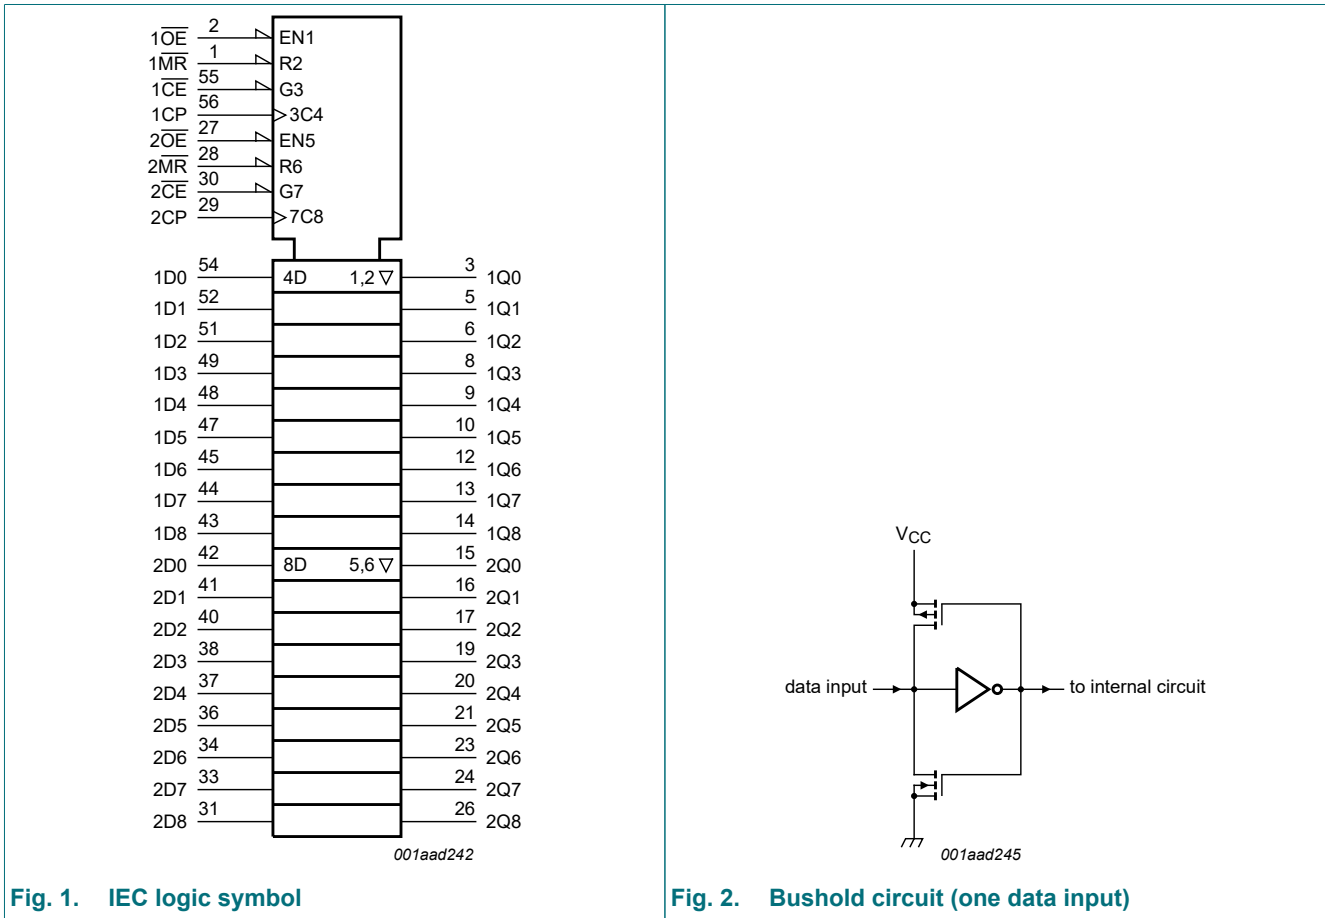 1O̅E̅ 2 EN1
1M̅R̅ 1 R2
1C̅E̅ 55 G3
1CP 56 3C4
2O̅E̅ 27 EN5
2M̅R̅ 28 R6
2C̅E̅ 30 G7
2CP 29 7C8
1D0 54 4D 1,2 ▽ 3 1Q0
1D1 52 5 1Q1
1D2 51 6 1Q2
1D3 49 8 1Q3
1D4 48 9 1Q4
1D5 47 10 1Q5
1D6 45 12 1Q6
1D7 44 13 1Q7
1D8 43 14 1Q8
2D0 42 8D 5,6 ▽ 15 2Q0
2D1 41 16 2Q1
2D2 40 17 2Q2
2D3 38 19 2Q3
2D4 37 20 2Q4
2D5 36 21 2Q5
2D6 34 23 2Q6
2D7 33 24 2Q7
2D8 31 26 2Q8
001aad242
Fig. 1. IEC logic symbol
VCC
data input
to internal circuit
001aad245
Fig. 2. Bushold circuit (one data input)